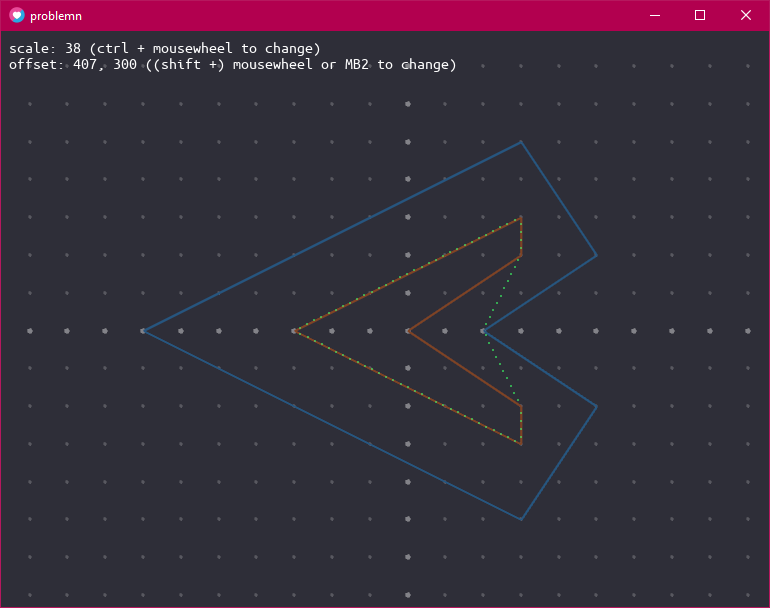 problemn
scale: 38 (ctrl + mousewheel to change)
offset: 407, 300 ((shift +) mousewheel or MB2 to change)